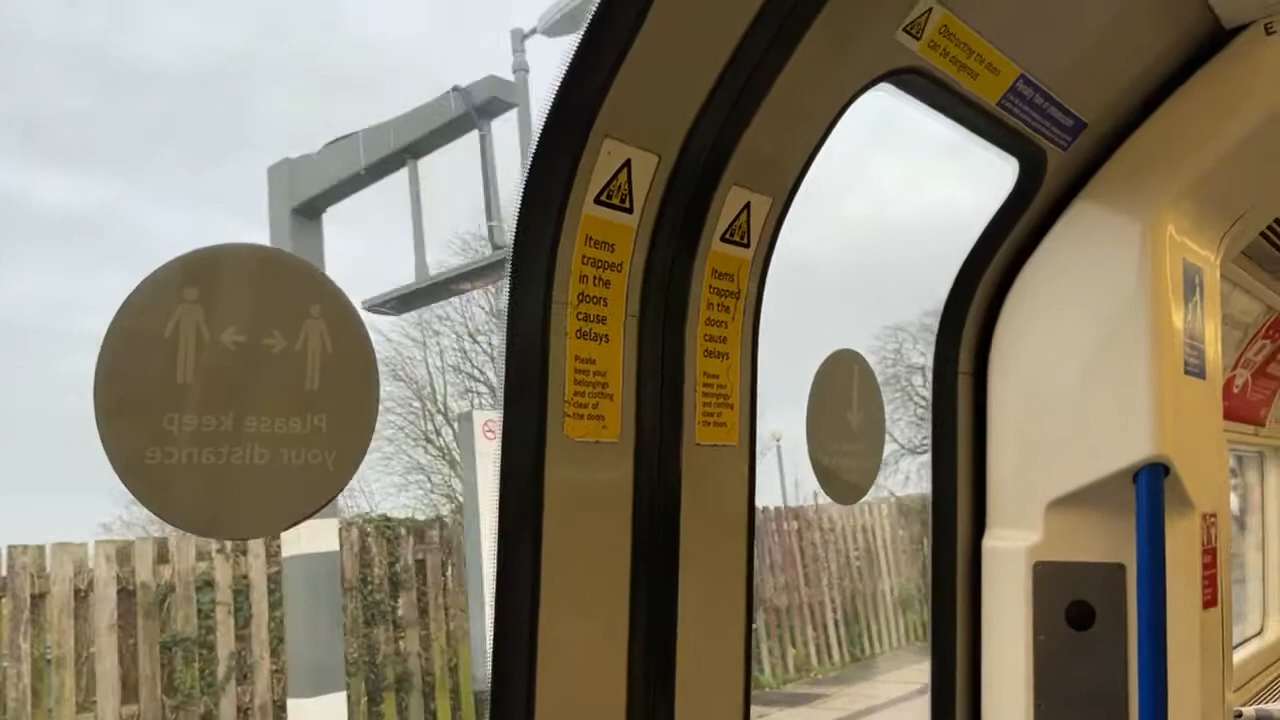 Please keep
your distance
Items
trapped
in the
doors
cause
delays
Please
keep your
belongings
and clothing
clear of
the doors
Items
trapped
in the
doors
cause
delays
Please
keep your
belongings
and clothing
clear of
the doors
Obstructing the doors
can be dangerous